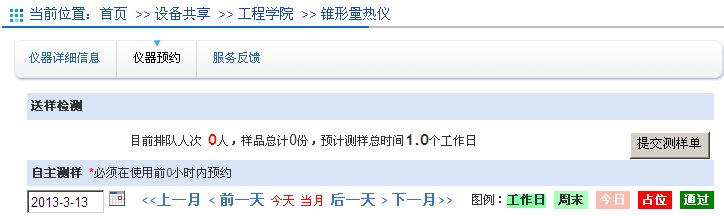 当前位置：首页 >> 设备共享 >> 工程学院 >> 锥形量热仪
仪器详细信息 仪器预约 服务反馈
送样检测
目前排队人次 0人，样品总计0份，预计测样总时间1.0个工作日 提交测样单
自主测样 *必须在使用前0小时内预约
2013-3-13 <<上一月 < 前一天 今天 当月 后一天 > 下一月>> 图例：工作日 周末 今日 占位 通过